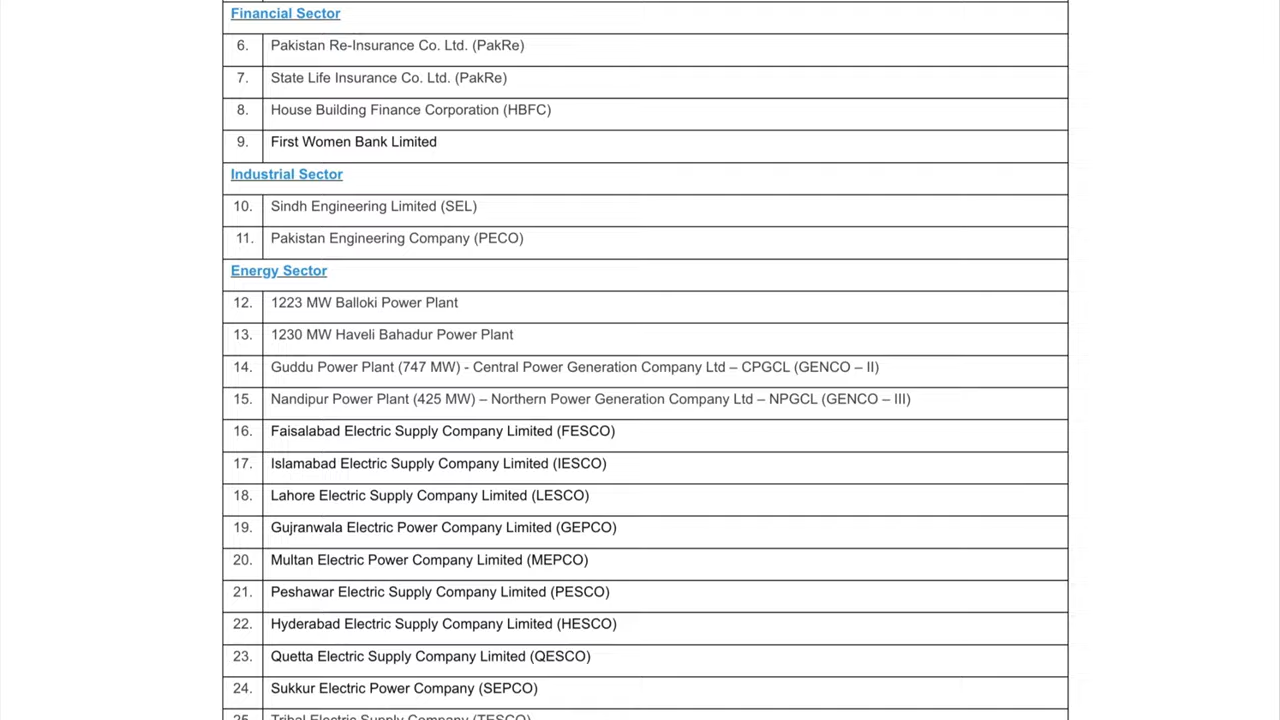 Financial Sector
6. Pakistan Re-Insurance Co. Ltd. (PakRe)
7. State Life Insurance Co. Ltd. (PakRe)
8. House Building Finance Corporation (HBFC)
9. First Women Bank Limited
Industrial Sector
10. Sindh Engineering Limited (SEL)
11. Pakistan Engineering Company (PECO)
Energy Sector
12. 1223 MW Balloki Power Plant
13. 1230 MW Haveli Bahadur Power Plant
14. Guddu Power Plant (747 MW) - Central Power Generation Company Ltd – CPGCL (GENCO – II)
15. Nandipur Power Plant (425 MW) – Northern Power Generation Company Ltd – NPGCL (GENCO – III)
16. Faisalabad Electric Supply Company Limited (FESCO)
17. Islamabad Electric Supply Company Limited (IESCO)
18. Lahore Electric Supply Company Limited (LESCO)
19. Gujranwala Electric Power Company Limited (GEPCO)
20. Multan Electric Power Company Limited (MEPCO)
21. Peshawar Electric Supply Company Limited (PESCO)
22. Hyderabad Electric Supply Company Limited (HESCO)
23. Quetta Electric Supply Company Limited (QESCO)
24. Sukkur Electric Power Company (SEPCO)
25. Tribal Electric Supply Company (TESCO)